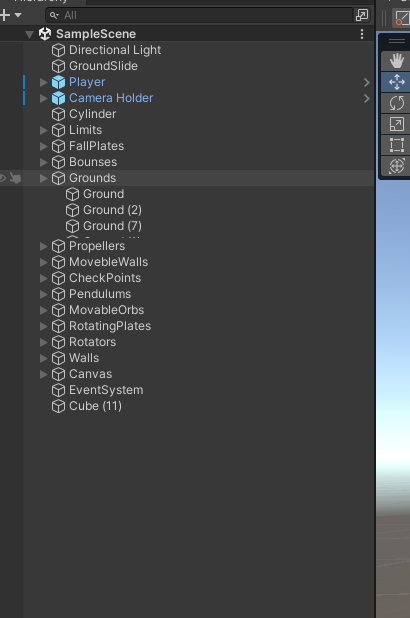 All
SampleScene
Directional Light
GroundSlide
Player
Camera Holder
Cylinder
Limits
FallPlates
Bounses
Grounds
Ground
Ground (2)
Ground (7)
Propellers
MovebleWalls
CheckPoints
Pendulums
MovableOrbs
RotatingPlates
Rotators
Walls
Canvas
EventSystem
Cube (11)